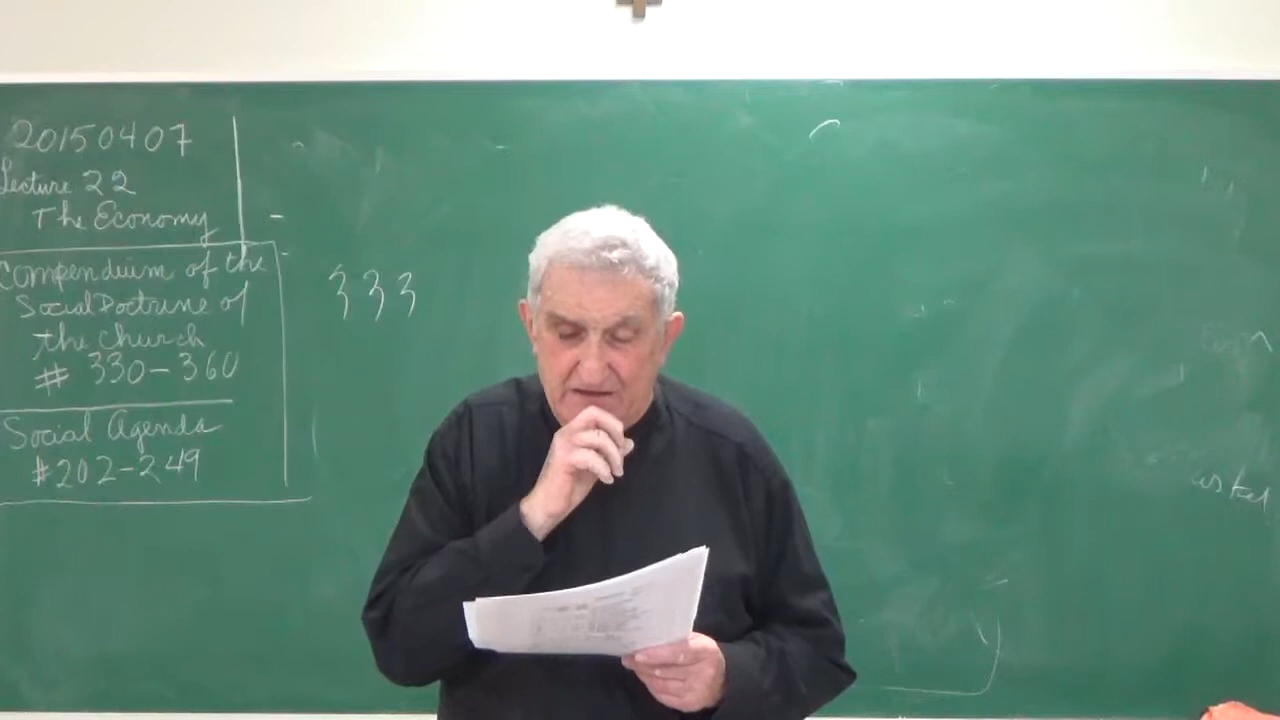 20150407
Lecture 22
The Economy
Compendium of the
Social Doctrine of
the Church
# 330-360
Social Agenda
#202-249
333